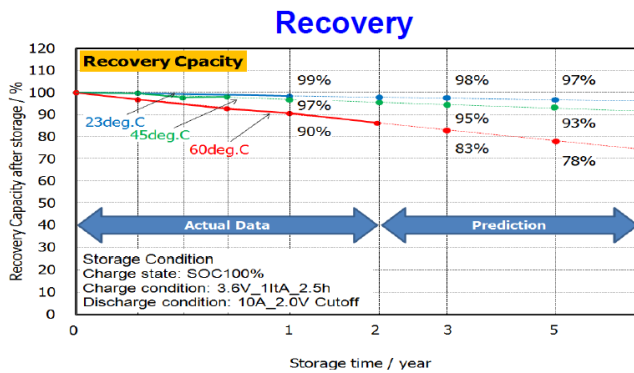 Recovery
Recovery Cpacity
120
110
100
90
80
70
60
50
40
30
20
10
0
Recovery Capacity after storage / %
99%
98%
97%
97%
95%
93%
90%
83%
78%
23deg.C
45deg.C
60deg.C
Actual Data
Prediction
Storage Condition
Charge state: SOC100%
Charge condition: 3.6V_1ItA_2.5h
Discharge condition: 10A_2.0V Cutoff
0 1 2 3 5
Storage time / year